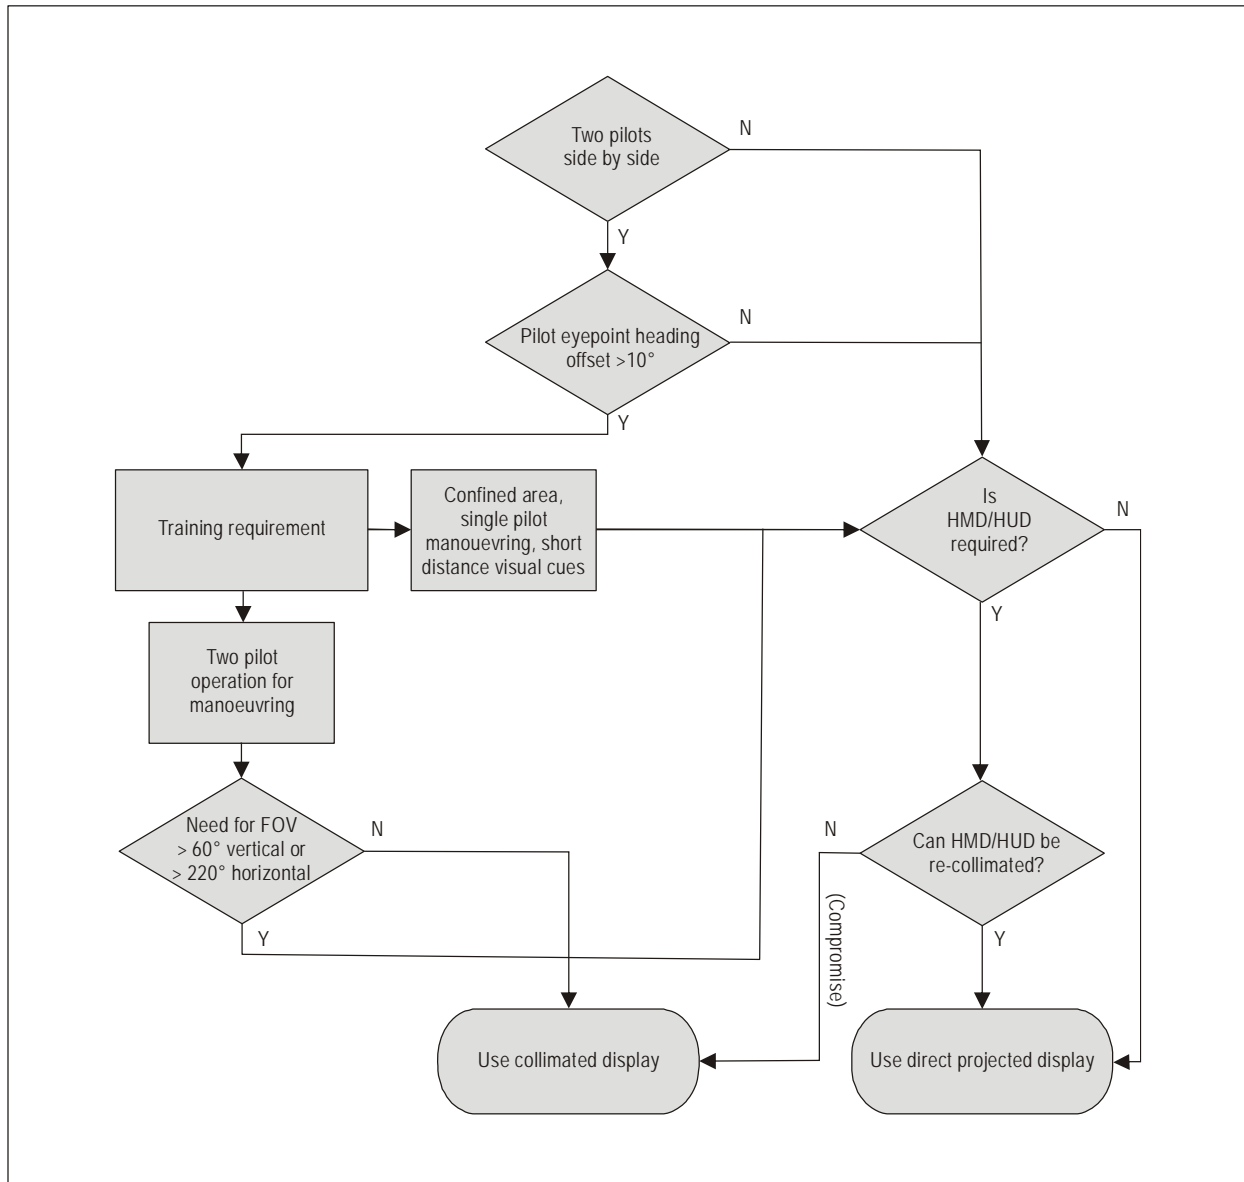 Two pilots
side by side
N
Y
Pilot eyepoint heading
offset >10°
N
Y
Training requirement
Confined area,
single pilot
manouevring, short
distance visual cues
Is
HMD/HUD
required?
N
Y
Two pilot
operation for
manoeuvring
Need for FOV
> 60° vertical or
> 220° horizontal
N
Y
Can HMD/HUD be
re-collimated?
N
(Compromise)
Y
Use collimated display
Use direct projected display